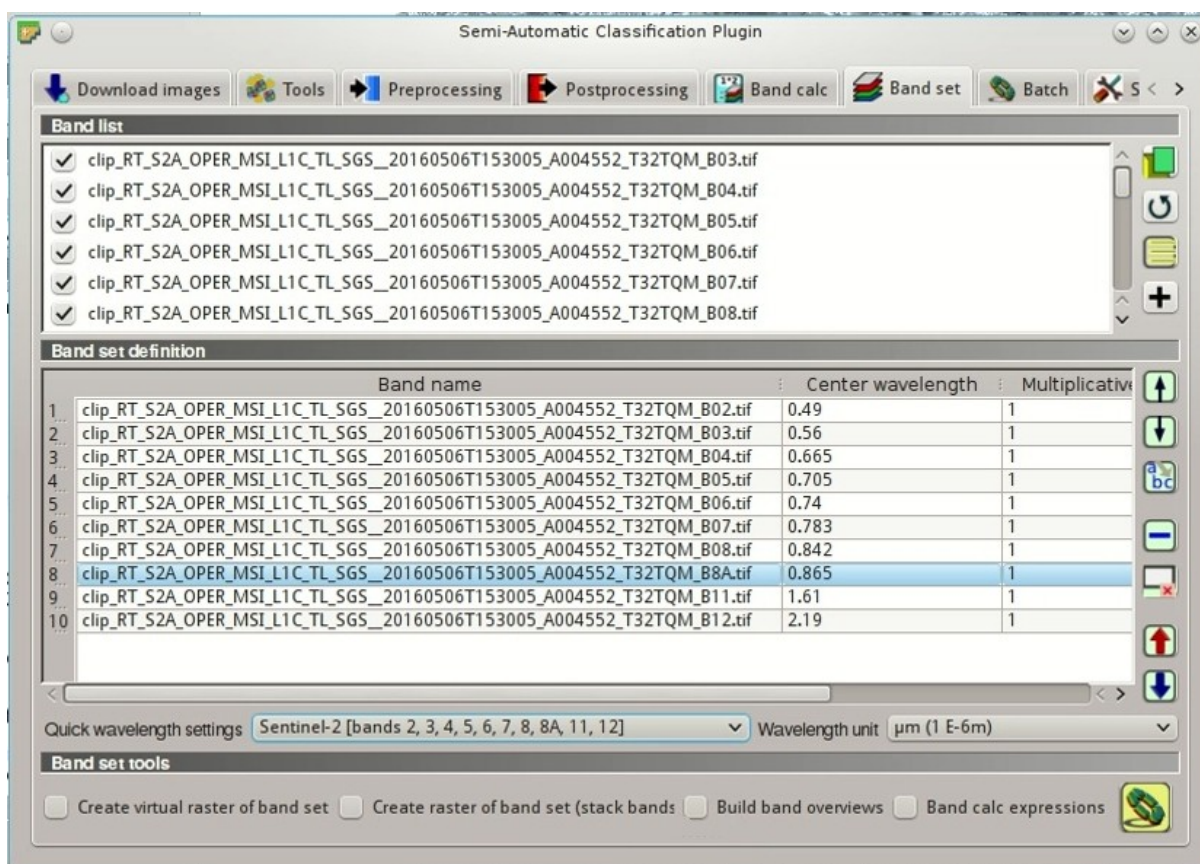 Semi-Automatic Classification Plugin
Download images Tools Preprocessing Postprocessing Band calc Band set Batch S
Band list
clip_RT_S2A_OPER_MSI_L1C_TL_SGS__20160506T153005_A004552_T32TQM_B03.tif
clip_RT_S2A_OPER_MSI_L1C_TL_SGS__20160506T153005_A004552_T32TQM_B04.tif
clip_RT_S2A_OPER_MSI_L1C_TL_SGS__20160506T153005_A004552_T32TQM_B05.tif
clip_RT_S2A_OPER_MSI_L1C_TL_SGS__20160506T153005_A004552_T32TQM_B06.tif
clip_RT_S2A_OPER_MSI_L1C_TL_SGS__20160506T153005_A004552_T32TQM_B07.tif
clip_RT_S2A_OPER_MSI_L1C_TL_SGS__20160506T153005_A004552_T32TQM_B08.tif
Band set definition
Band name Center wavelength Multiplicative
1 clip_RT_S2A_OPER_MSI_L1C_TL_SGS__20160506T153005_A004552_T32TQM_B02.tif 0.49 1
2 clip_RT_S2A_OPER_MSI_L1C_TL_SGS__20160506T153005_A004552_T32TQM_B03.tif 0.56 1
3 clip_RT_S2A_OPER_MSI_L1C_TL_SGS__20160506T153005_A004552_T32TQM_B04.tif 0.665 1
4 clip_RT_S2A_OPER_MSI_L1C_TL_SGS__20160506T153005_A004552_T32TQM_B05.tif 0.705 1
5 clip_RT_S2A_OPER_MSI_L1C_TL_SGS__20160506T153005_A004552_T32TQM_B06.tif 0.74 1
6 clip_RT_S2A_OPER_MSI_L1C_TL_SGS__20160506T153005_A004552_T32TQM_B07.tif 0.783 1
7 clip_RT_S2A_OPER_MSI_L1C_TL_SGS__20160506T153005_A004552_T32TQM_B08.tif 0.842 1
8 clip_RT_S2A_OPER_MSI_L1C_TL_SGS__20160506T153005_A004552_T32TQM_B8A.tif 0.865 1
9 clip_RT_S2A_OPER_MSI_L1C_TL_SGS__20160506T153005_A004552_T32TQM_B11.tif 1.61 1
10 clip_RT_S2A_OPER_MSI_L1C_TL_SGS__20160506T153005_A004552_T32TQM_B12.tif 2.19 1
Quick wavelength settings Sentinel-2 [bands 2, 3, 4, 5, 6, 7, 8, 8A, 11, 12] Wavelength unit µm (1 E-6m)
Band set tools
Create virtual raster of band set Create raster of band set (stack bands Build band overviews Band calc expressions